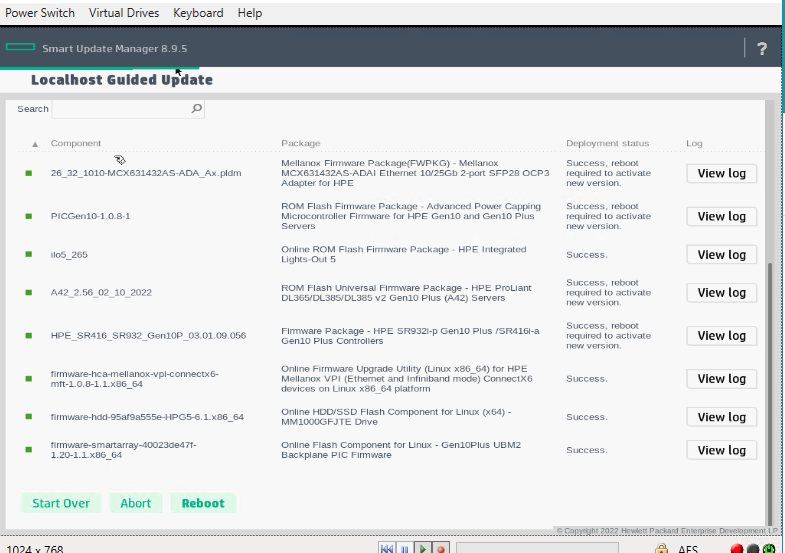 Power Switch Virtual Drives Keyboard Help
Smart Update Manager 8.9.5 ?
Localhost Guided Update
Search
Component Package Deployment status Log
26_32_1010-MCX631432AS-ADA_Ax.pldm
Mellanox Firmware Package(FWPKG) - Mellanox
MCX631432AS-ADAI Ethernet 10/25Gb 2-port SFP28 OCP3
Adapter for HPE
Success, reboot
required to activate
new version.
View log
PICGen10-1.0.8-1
ROM Flash Firmware Package - Advanced Power Capping
Microcontroller Firmware for HPE Gen10 and Gen10 Plus
Servers
Success, reboot
required to activate
new version.
View log
ilo5_265
Online ROM Flash Firmware Package - HPE Integrated
Lights-Out 5
Success.
View log
A42_2.56_02_10_2022
ROM Flash Universal Firmware Package - HPE ProLiant
DL365/DL385/DL385 v2 Gen10 Plus (A42) Servers
Success, reboot
required to activate
new version.
View log
HPE_SR416_SR932_Gen10P_03.01.09.056
Firmware Package - HPE SR932i-p Gen10 Plus /SR416i-a
Gen10 Plus Controllers
Success, reboot
required to activate
new version.
View log
firmware-hca-mellanox-vpi-connectx6-
mft-1.0.8-1.1.x86_64
Online Firmware Upgrade Utility (Linux x86_64) for HPE
Mellanox VPI (Ethernet and Infiniband mode) ConnectX6
devices on Linux x86_64 platform
Success.
View log
firmware-hdd-95af9a555e-HPG5-6.1.x86_64
Online HDD/SSD Flash Component for Linux (x64) -
MM1000GFJTE Drive
Success.
View log
firmware-smartarray-40023de47f-
1.20-1.1.x86_64
Online Flash Component for Linux - Gen10Plus UBM2
Backplane PIC Firmware
Success.
View log
Start Over Abort Reboot
© Copyright 2022 Hewlett Packard Enterprise Development LP
1024 x 768 AES